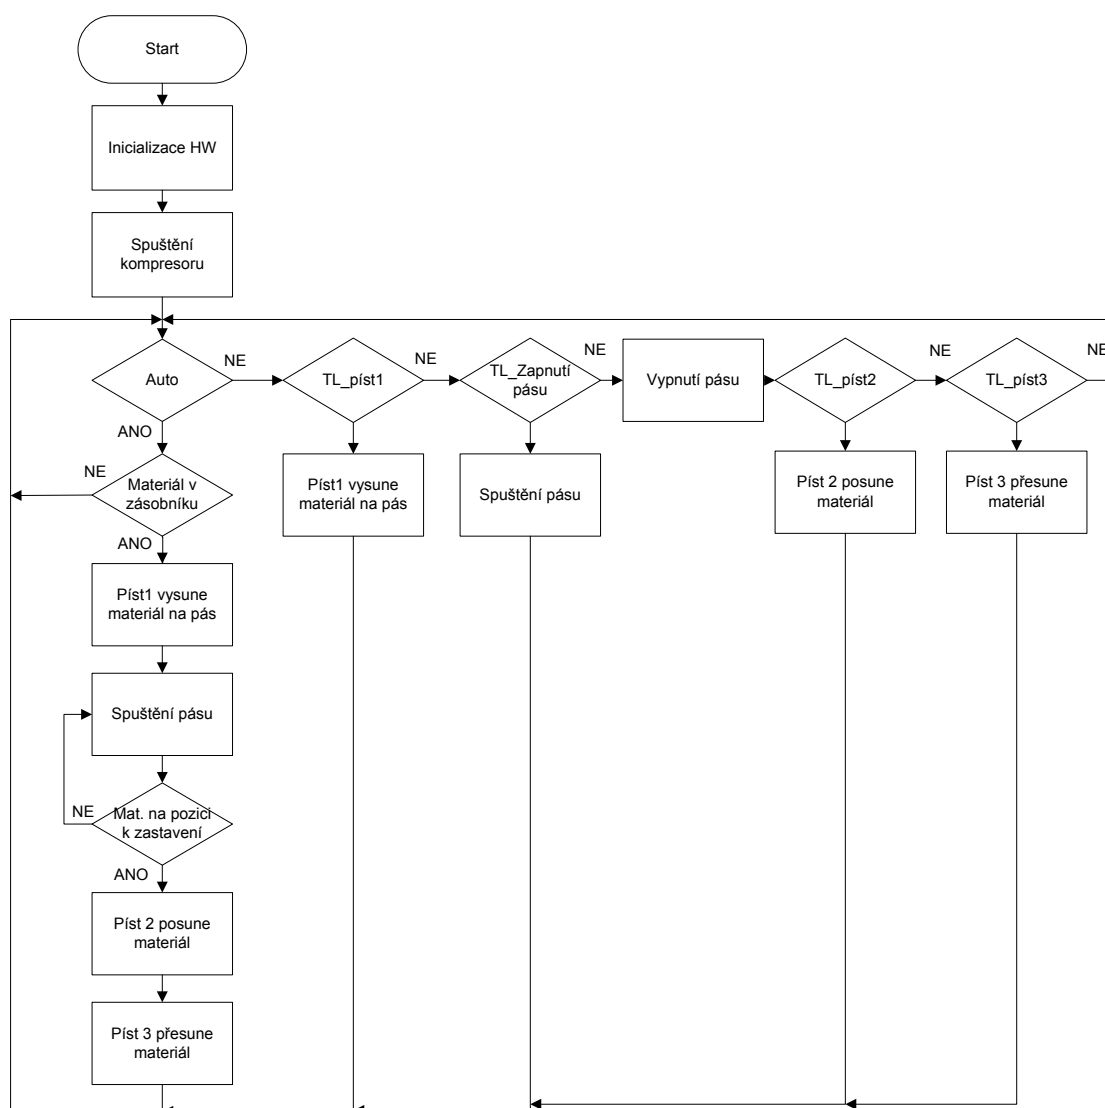 Start
Inicializace HW
Spuštění
kompresoru
Auto
NE
TL_píst1
NE
TL_Zapnutí
pásu
NE
Vypnutí pásu
TL_píst2
NE
TL_píst3
NE
ANO
NE
Materiál v
zásobníku
Píst1 vysune
materiál na pás
Spuštění pásu
Píst 2 posune
materiál
Píst 3 přesune
materiál
ANO
Píst1 vysune
materiál na pás
Spuštění pásu
NE
Mat. na pozici
k zastavení
ANO
Píst 2 posune
materiál
Píst 3 přesune
materiál